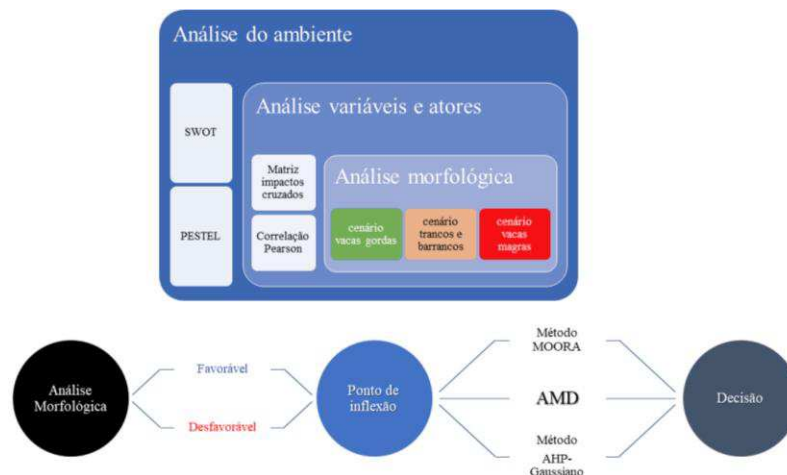 Análise do ambiente
SWOT
PESTEL
Análise variáveis e atores
Matriz
impactos
cruzados
Correlação
Pearson
Análise morfológica
cenário
vacas gordas
cenário
trancos e
barrancos
cenário
vacas
magras
Análise
Morfológica
Favorável
Desfavorável
Ponto de
inflexão
Método
MOORA
AMD
Método
AHP-
Gaussiano
Decisão